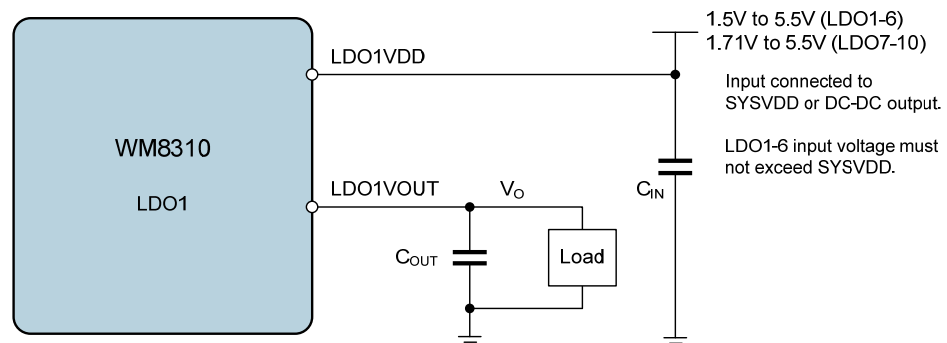 1.5V to 5.5V (LDO1-6)
1.71V to 5.5V (LDO7-10)
LDO1VDD
Input connected to
SYSVDD or DC-DC output.
WM8310
LDO1
LDO1-6 input voltage must
not exceed SYSVDD.
LDO1VOUT
VO
CIN
COUT
Load